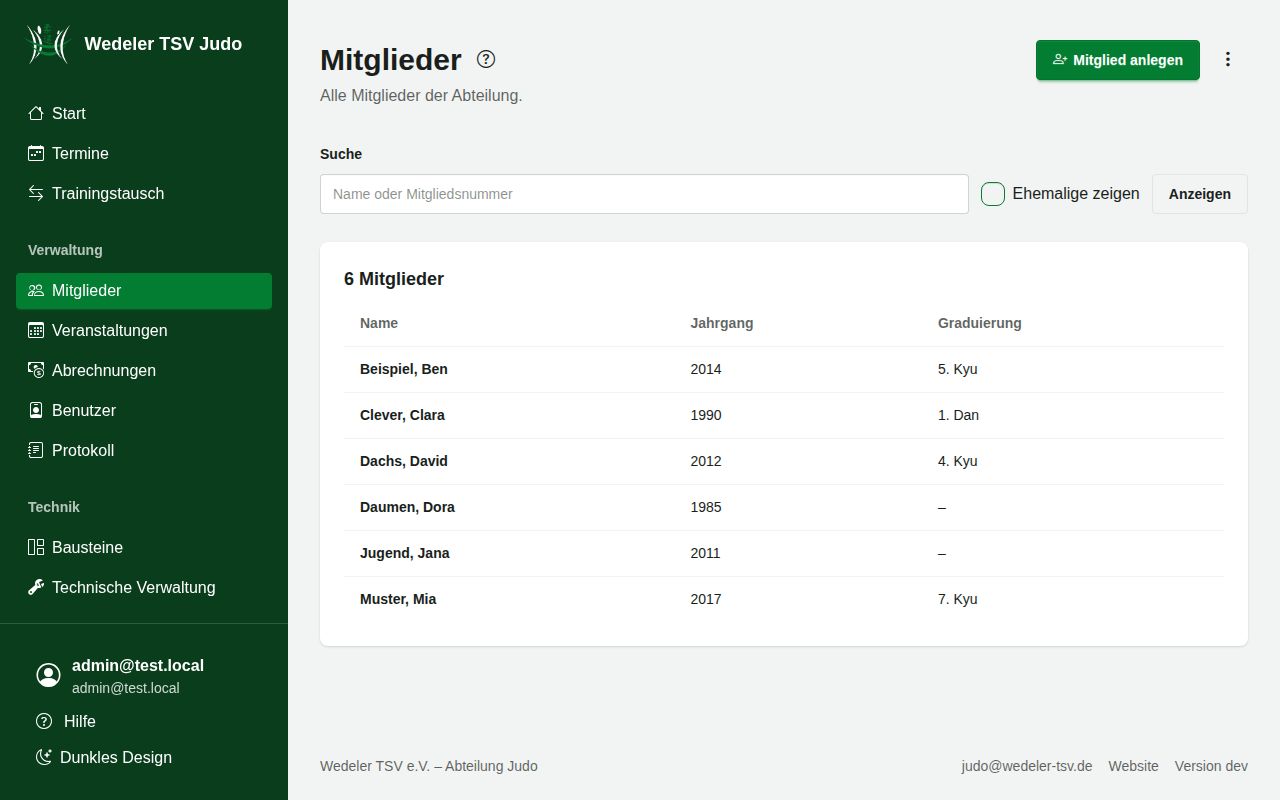 Wedeler TSV Judo
Start
Termine
Trainingstausch
Verwaltung
Mitglieder
Veranstaltungen
Abrechnungen
Benutzer
Protokoll
Technik
Bausteine
Technische Verwaltung
admin@test.local
admin@test.local
Hilfe
Dunkles Design
Mitglieder
Mitglied anlegen
Alle Mitglieder der Abteilung.
Suche
Name oder Mitgliedsnummer
Ehemalige zeigen
Anzeigen
6 Mitglieder
Name Jahrgang Graduierung
Beispiel, Ben 2014 5. Kyu
Clever, Clara 1990 1. Dan
Dachs, David 2012 4. Kyu
Daumen, Dora 1985 –
Jugend, Jana 2011 –
Muster, Mia 2017 7. Kyu
Wedeler TSV e.V. – Abteilung Judo
judo@wedeler-tsv.de Website Version dev